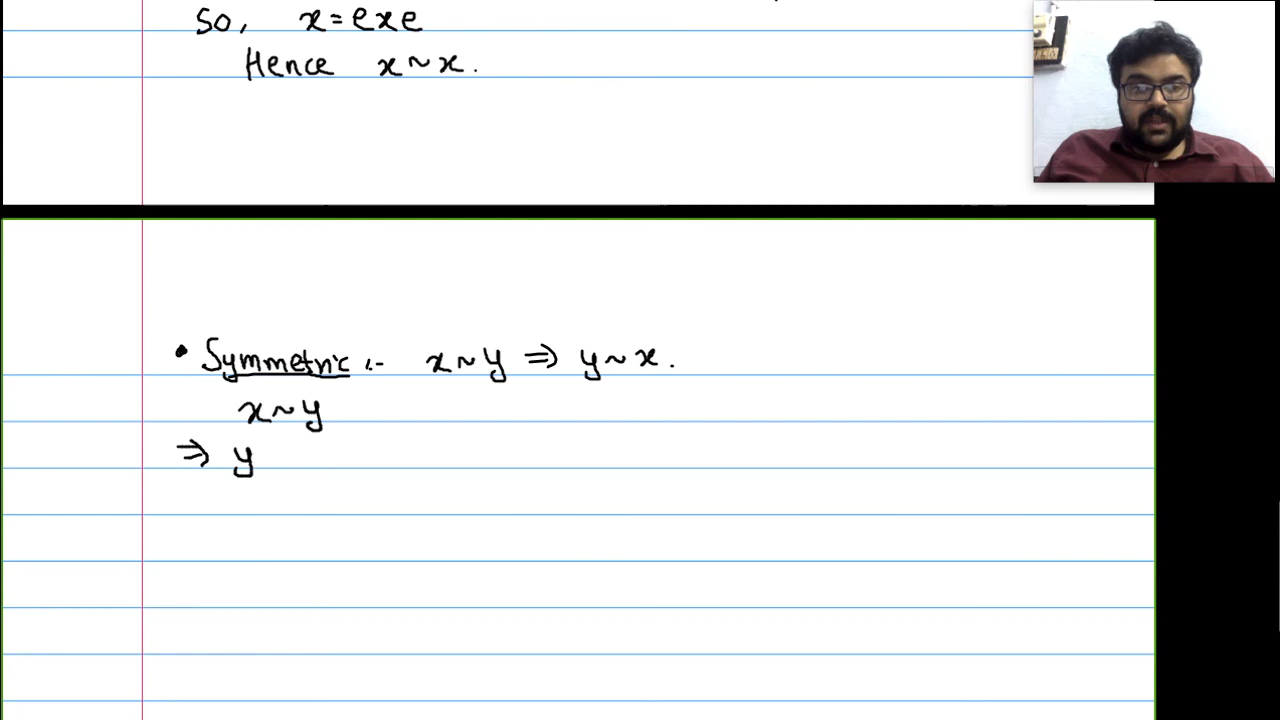 So, x = exe
Hence x ~ x.
• Symmetric :- x ~ y ⇒ y ~ x.
x ~ y
⇒ y